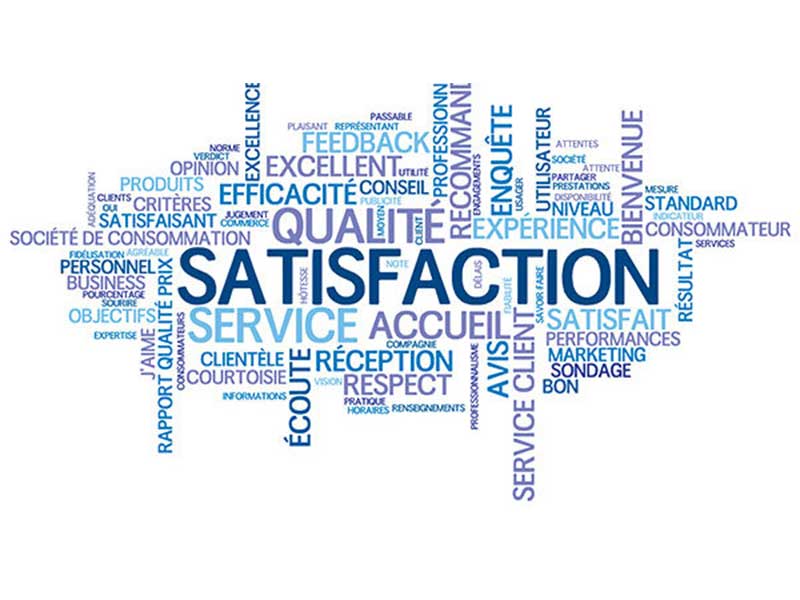 EXCELLENCE
PASSABLE
PLAISANT
REPRÉSENTANT
FEEDBACK
PROFESSIONN
RECOMMAND
ENQUÊTE
UTILISATEUR
BIENVENUE
ATTENTES
NORME
VERDICT
OPINION
EXCELLENT
UTILITÉ
ENGAGEMENTS
USAGER
SOCIÉTÉ
ATTENTE
PARTAGER
PRESTATIONS
DISPONIBILITÉ
NIVEAU
MESURE
STANDARD
INDICATEUR
CONSOMMATEUR
SERVICES
ADÉQUATION
PRODUITS
CLIENTS
OUI
CRITÈRES
SATISFAISANT
EFFICACITÉ
CONSEIL
PUBLICITÉ
JUGEMENT
COMMERCE
MOYEN
CLIENT
QUALITÉ
EXPÉRIENCE
SOCIÉTÉ DE CONSOMMATION
FIDÉLISATION
AGRÉABLE
PERSONNEL
BUSINESS
POURCENTAGE
SOURIRE
OBJECTIFS
EXPERTISE
J'AIME
RAPPORT QUALITÉ PRIX
CONSOMMATEURS
SATISFACTION
HÔTESSE
NOTE
DÉLAIS
FIABILITÉ
SAVOIR FAIRE
RÉSULTAT
SERVICE
ACCUEIL
SATISFAIT
PERFORMANCES
MARKETING
SONDAGE
BON
COMPAGNIE
CLIENTÈLE
COURTOISIE
INFORMATIONS
ÉCOUTE
RÉCEPTION
VISION
RESPECT
PRATIQUE
HORAIRES
RENSEIGNEMENTS
PROFESSIONNALISME
AVIS
SERVICE CLIENT